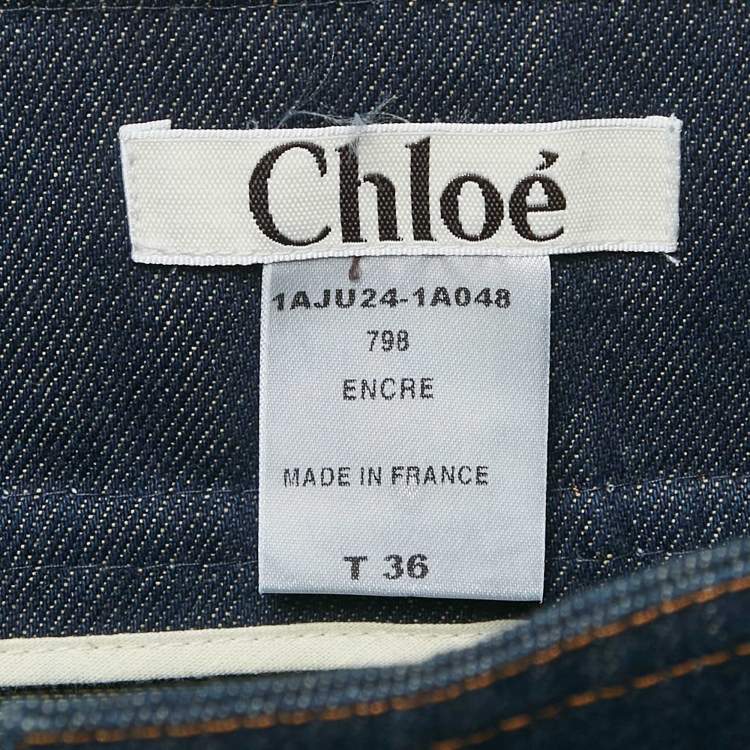 Chloé
1AJU24-1A048
798
ENCRE
MADE IN FRANCE
T 36